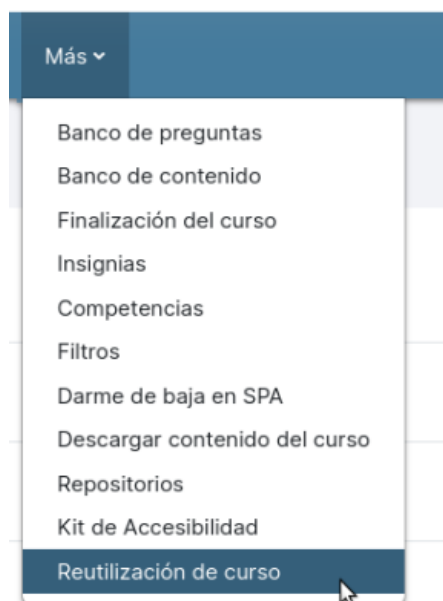 Más
Banco de preguntas
Banco de contenido
Finalización del curso
Insignias
Competencias
Filtros
Darme de baja en SPA
Descargar contenido del curso
Repositorios
Kit de Accesibilidad
Reutilización de curso